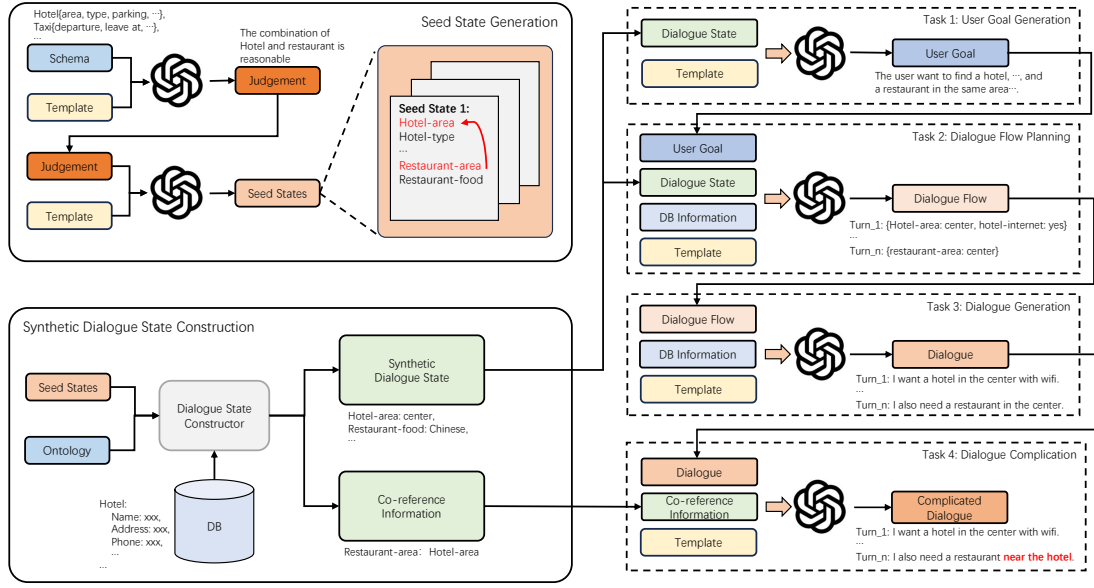 Seed State Generation
Hotel{area, type, parking, ···},
Taxi{departure, leave at, ···},
...
Schema
Template
The combination of
Hotel and restaurant is
reasonable
Judgement
Judgement
Template
Seed States
Seed State 1:
Hotel-area
Hotel-type
...
Restaurant-area
Restaurant-food
Synthetic Dialogue State Construction
Seed States
Ontology
Dialogue State
Constructor
Hotel:
Name: xxx,
Address: xxx,
Phone: xxx,
...
...
DB
Synthetic
Dialogue State
Hotel-area: center,
Restaurant-food: Chinese,
...
Co-reference
Information
Restaurant-area: Hotel-area
Task 1: User Goal Generation
Dialogue State
Template
User Goal
The user want to find a hotel, ···, and
a restaurant in the same area···.
Task 2: Dialogue Flow Planning
User Goal
Dialogue State
DB Information
Template
Dialogue Flow
Turn_1: {Hotel-area: center, hotel-internet: yes}
...
Turn_n: {restaurant-area: center}
Task 3: Dialogue Generation
Dialogue Flow
DB Information
Template
Dialogue
Turn_1: I want a hotel in the center with wifi.
...
Turn_n: I also need a restaurant in the center.
Task 4: Dialogue Complication
Dialogue
Co-reference
Information
Template
Complicated
Dialogue
Turn_1: I want a hotel in the center with wifi.
...
Turn_n: I also need a restaurant near the hotel.